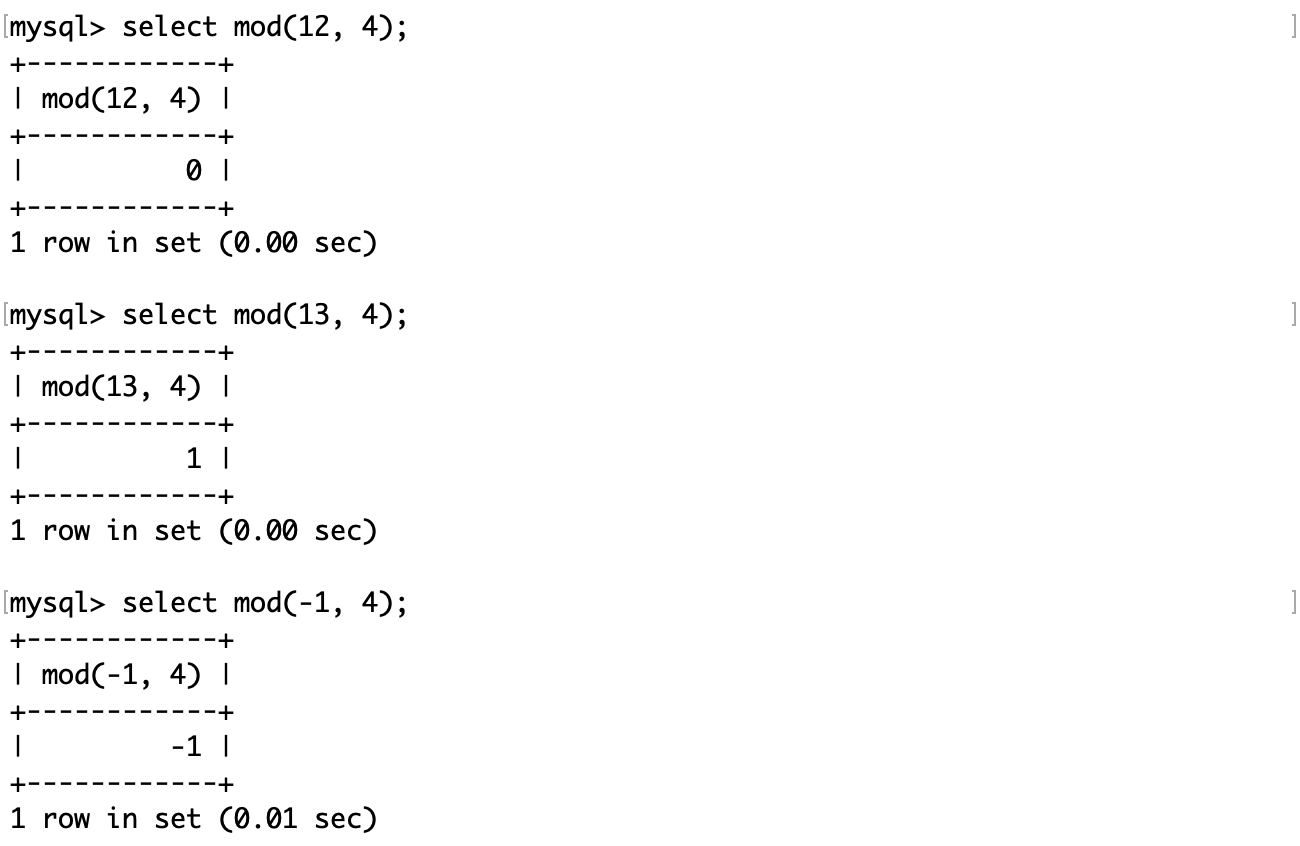 [mysql> select mod(12, 4); ]
+------------+
| mod(12, 4) |
+------------+
|          0 |
+------------+
1 row in set (0.00 sec)

[mysql> select mod(13, 4); ]
+------------+
| mod(13, 4) |
+------------+
|          1 |
+------------+
1 row in set (0.00 sec)

[mysql> select mod(-1, 4); ]
+------------+
| mod(-1, 4) |
+------------+
|         -1 |
+------------+
1 row in set (0.01 sec)